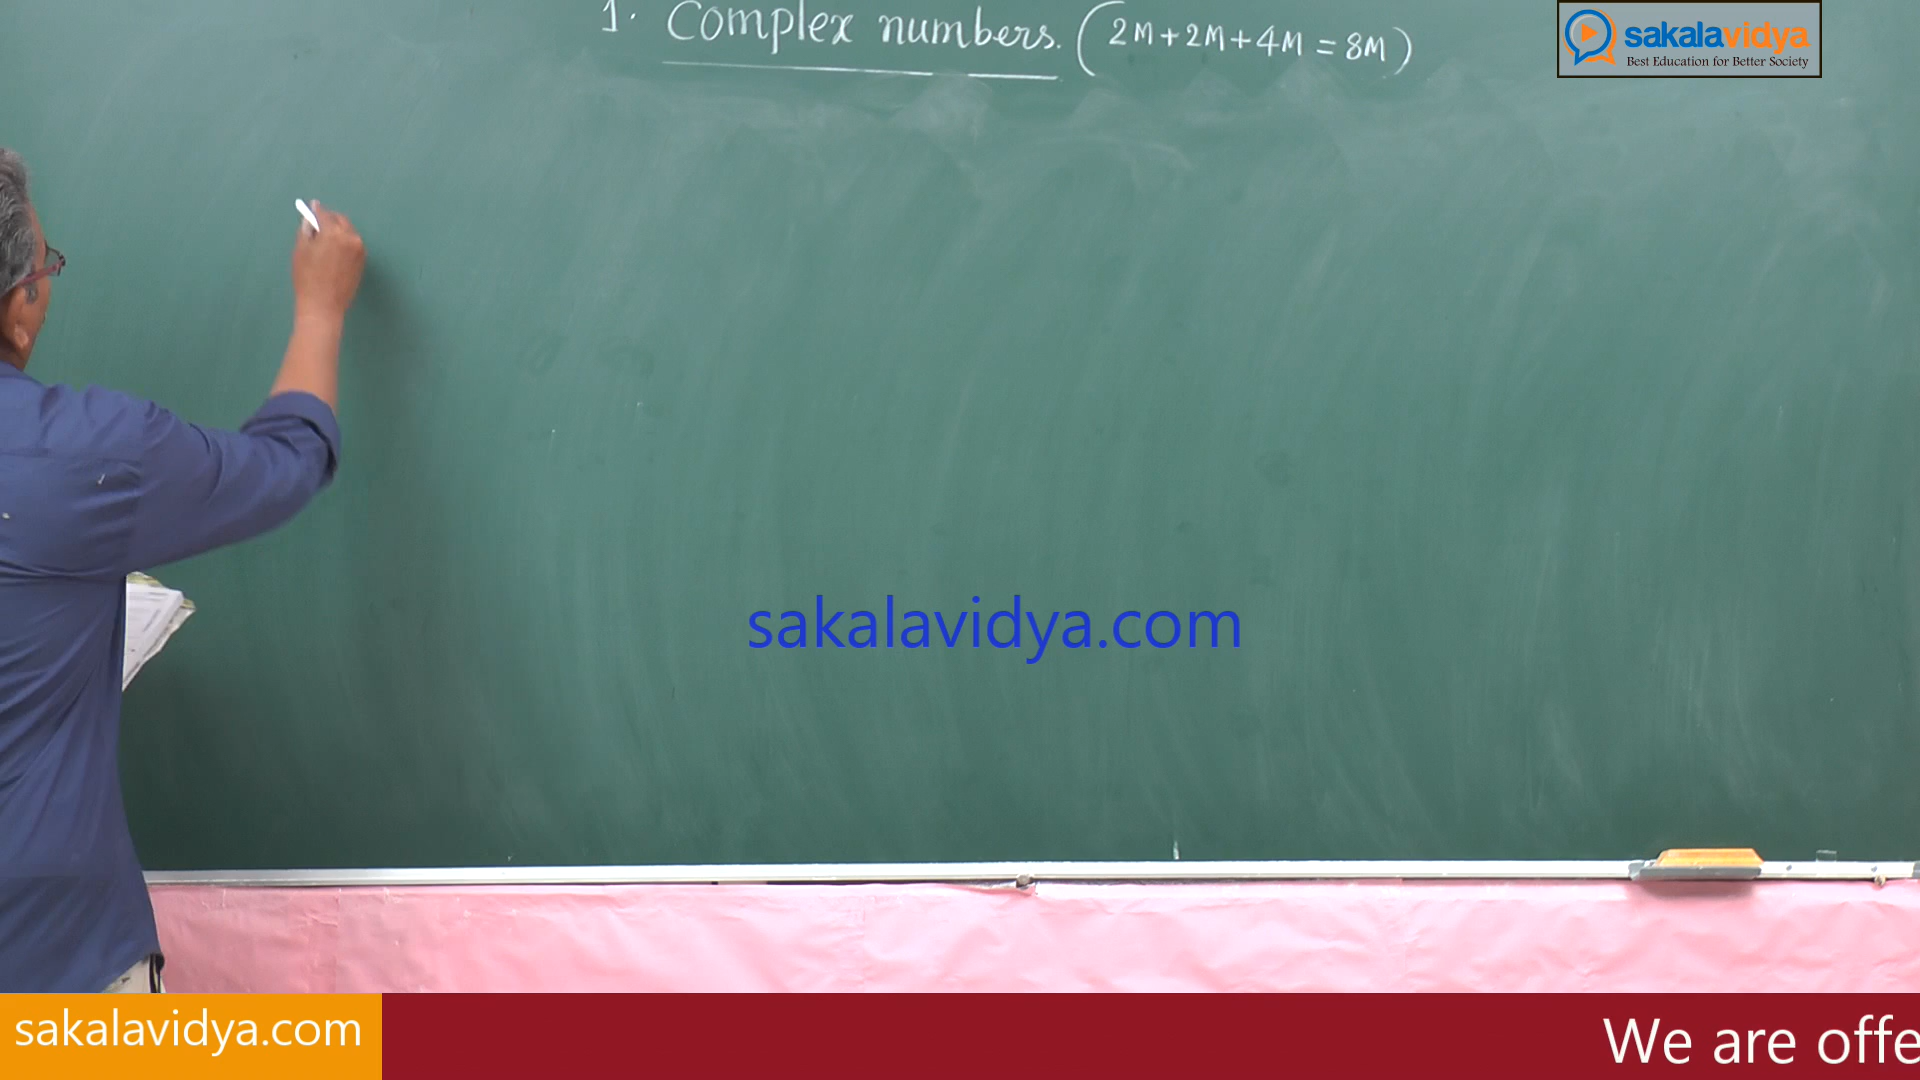 1. Complex numbers. (2M+2M+4M = 8M)
sakalavidya
Best Education for Better Society
sakalavidya.com
sakalavidya.com
We are offe